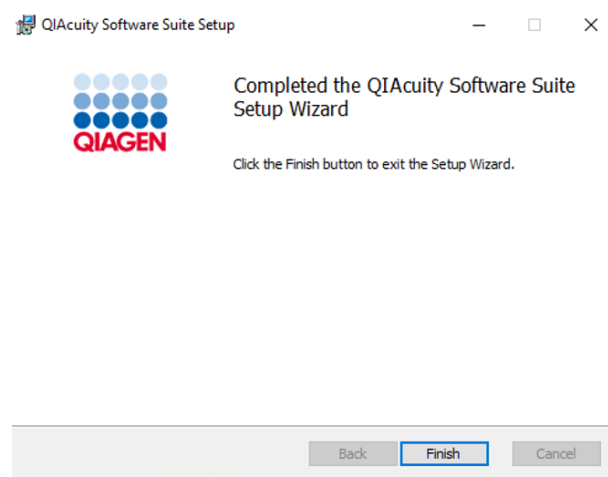 QIAcuity Software Suite Setup
QIAGEN
Completed the QIAcuity Software Suite
Setup Wizard
Click the Finish button to exit the Setup Wizard.
Back
Finish
Cancel